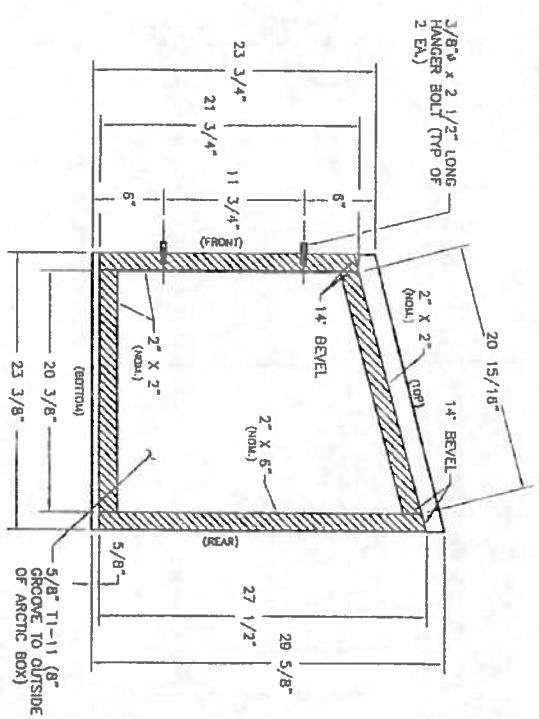 3/8"ø x 2 1/2" LONG
HANGER BOLT (TYP OF
2 EA.)
23 3/4"
21 3/4"
11 3/4"
6"
6"
(FRONT)
14° BEVEL
2" X 2"
(NOM.)
20 15/16"
2" X 2"
(NOM.)
(TOP)
14° BEVEL
2" X 6"
(NOM.)
(BOTTOM)
20 3/8"
23 3/8"
(REAR)
5/8"
27 1/2"
29 5/8"
5/8" T1-11 (8"
GROOVE TO OUTSIDE
OF ARCTIC BOX)